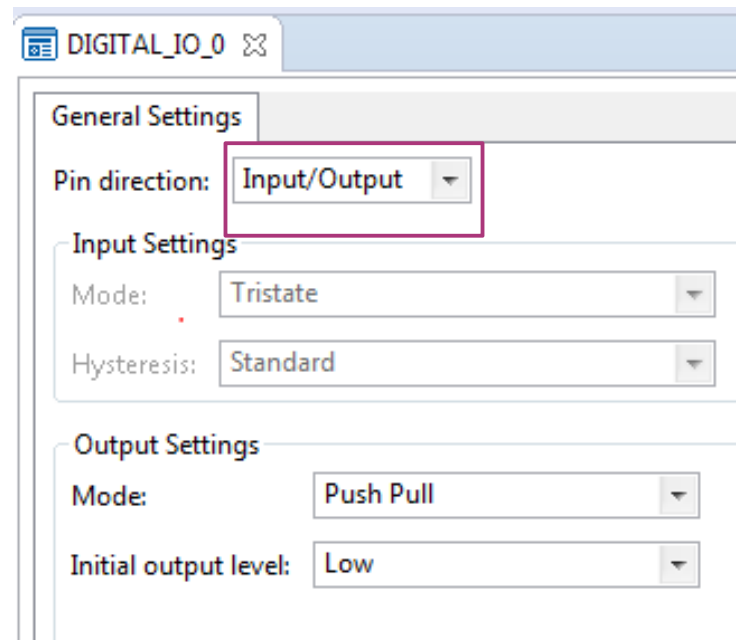 DIGITAL_IO_0
General Settings
Pin direction: Input/Output
Input Settings
Mode: Tristate
Hysteresis: Standard
Output Settings
Mode: Push Pull
Initial output level: Low